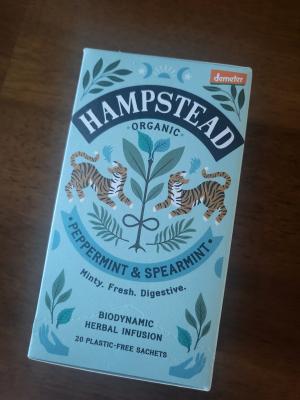 demeter
HAMPSTEAD
·ORGANIC·
·PEPPERMINT & SPEARMINT·
Minty. Fresh. Digestive.
BIODYNAMIC
HERBAL INFUSION
20 PLASTIC-FREE SACHETS